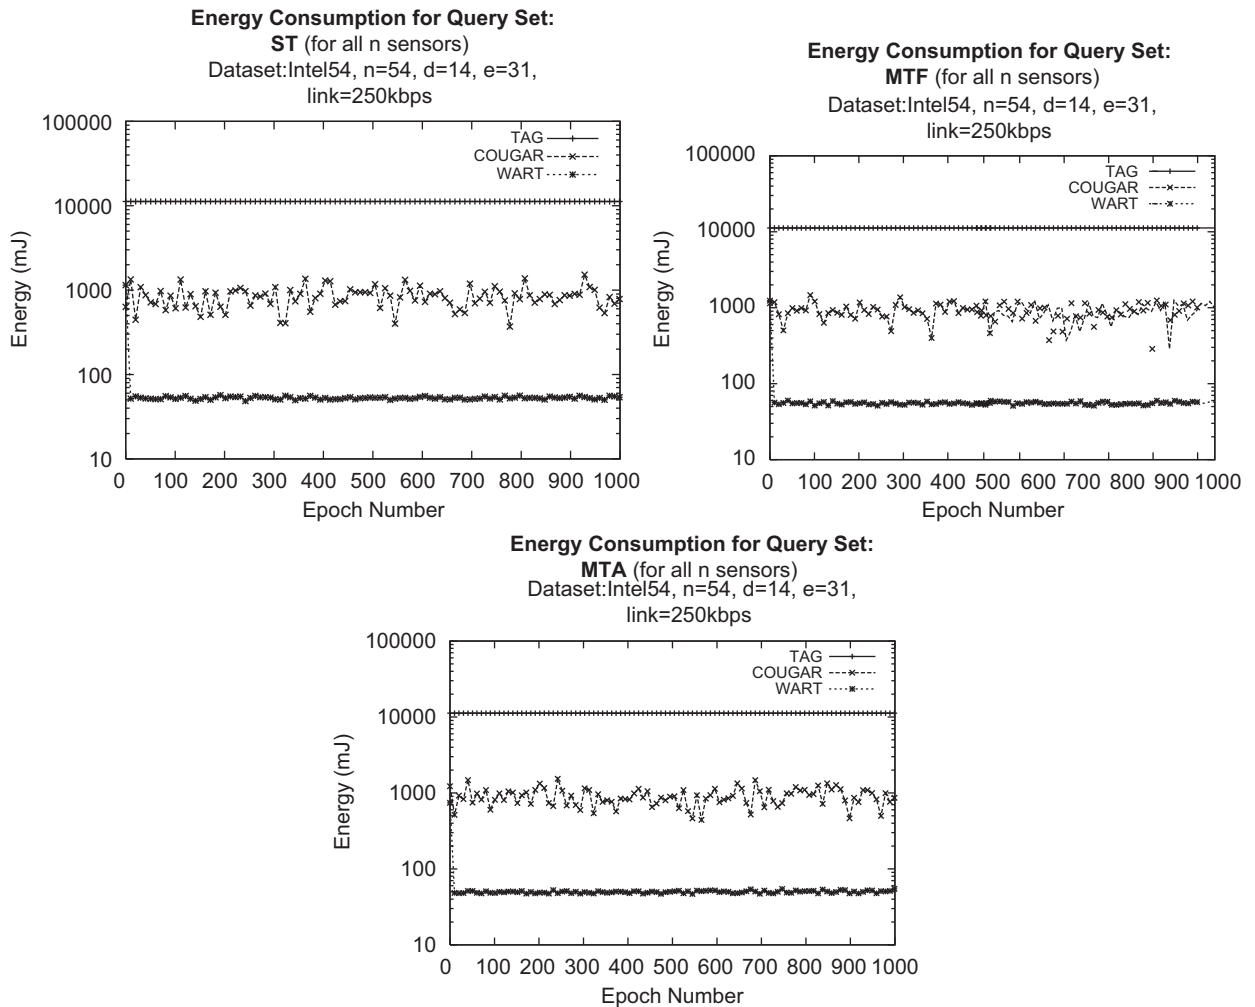 Energy Consumption for Query Set:
ST (for all n sensors)
Dataset:Intel54, n=54, d=14, e=31,
link=250kbps
100000
10000
1000
100
10
Energy (mJ)
TAG
COUGAR
WART
0 100 200 300 400 500 600 700 800 900 1000
Epoch Number
Energy Consumption for Query Set:
MTF (for all n sensors)
Dataset:Intel54, n=54, d=14, e=31,
link=250kbps
100000
10000
1000
100
10
Energy (mJ)
TAG
COUGAR
WART
0 100 200 300 400 500 600 700 800 900 1000
Epoch Number
Energy Consumption for Query Set:
MTA (for all n sensors)
Dataset:Intel54, n=54, d=14, e=31,
link=250kbps
100000
10000
1000
100
10
Energy (mJ)
TAG
COUGAR
WART
0 100 200 300 400 500 600 700 800 900 1000
Epoch Number